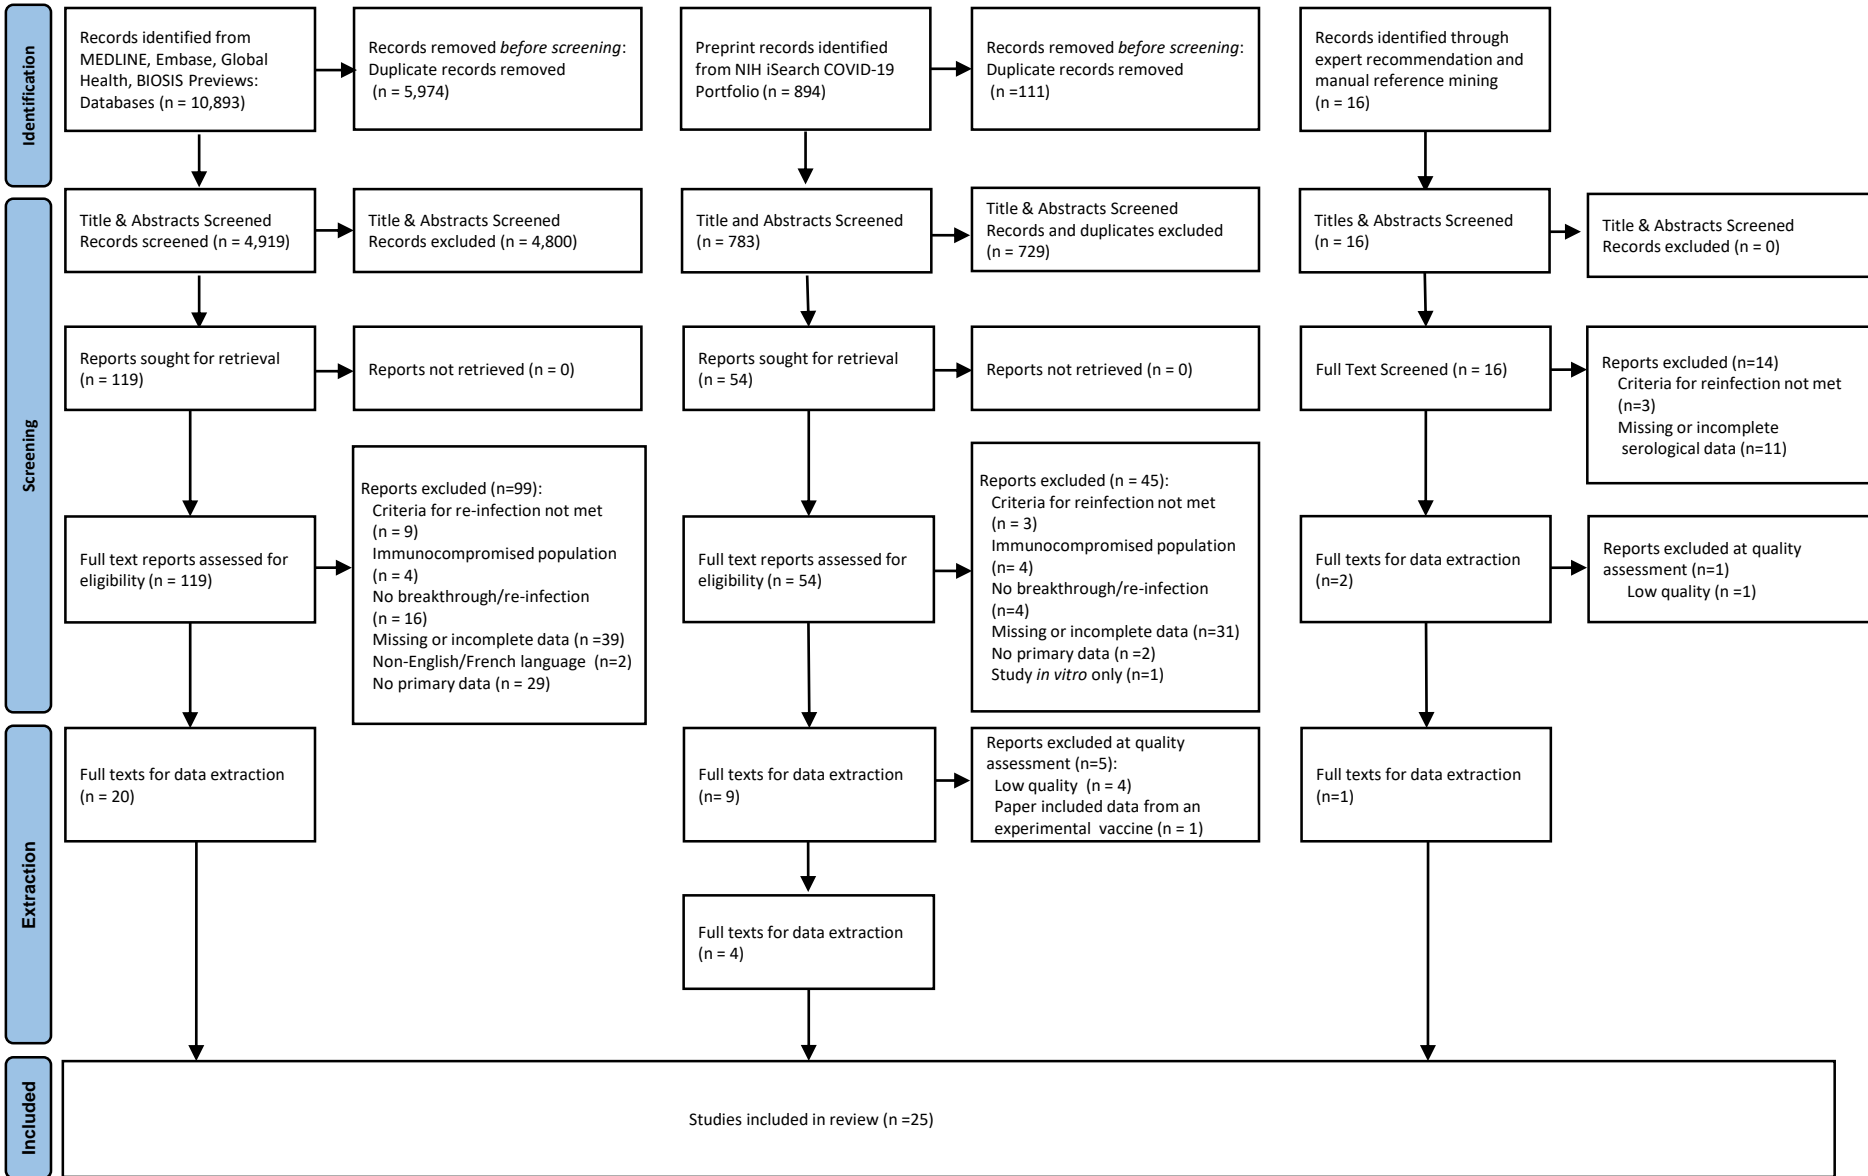 Identification
Records identified from
MEDLINE, Embase, Global
Health, BIOSIS Previews:
Databases (n = 10,893)
Records removed before screening:
Duplicate records removed
(n = 5,974)
Preprint records identified
from NIH iSearch COVID-19
Portfolio (n = 894)
Records removed before screening:
Duplicate records removed
(n =111)
Records identified through
expert recommendation and
manual reference mining
(n = 16)
Screening
Title & Abstracts Screened
Records screened (n = 4,919)
Title & Abstracts Screened
Records excluded (n = 4,800)
Title and Abstracts Screened
(n = 783)
Title & Abstracts Screened
Records and duplicates excluded
(n = 729)
Titles & Abstracts Screened
(n = 16)
Title & Abstracts Screened
Records excluded (n = 0)
Reports sought for retrieval
(n = 119)
Reports not retrieved (n = 0)
Reports sought for retrieval
(n = 54)
Reports not retrieved (n = 0)
Full Text Screened (n = 16)
Reports excluded (n=14)
Criteria for reinfection not met
(n=3)
Missing or incomplete
serological data (n=11)
Full text reports assessed for
eligibility (n = 119)
Reports excluded (n=99):
Criteria for re-infection not met
(n = 9)
Immunocompromised population
(n = 4)
No breakthrough/re-infection
(n = 16)
Missing or incomplete data (n =39)
Non-English/French language (n=2)
No primary data (n = 29)
Full text reports assessed for
eligibility (n = 54)
Reports excluded (n = 45):
Criteria for reinfection not met
(n = 3)
Immunocompromised population
(n= 4)
No breakthrough/re-infection
(n=4)
Missing or incomplete data (n=31)
No primary data (n =2)
Study in vitro only (n=1)
Full texts for data extraction
(n=2)
Reports excluded at quality
assessment (n=1)
Low quality (n =1)
Extraction
Full texts for data extraction
(n = 20)
Full texts for data extraction
(n= 9)
Reports excluded at quality
assessment (n=5):
Low quality (n = 4)
Paper included data from an
experimental vaccine (n = 1)
Full texts for data extraction
(n=1)
Full texts for data extraction
(n = 4)
Included
Studies included in review (n =25)